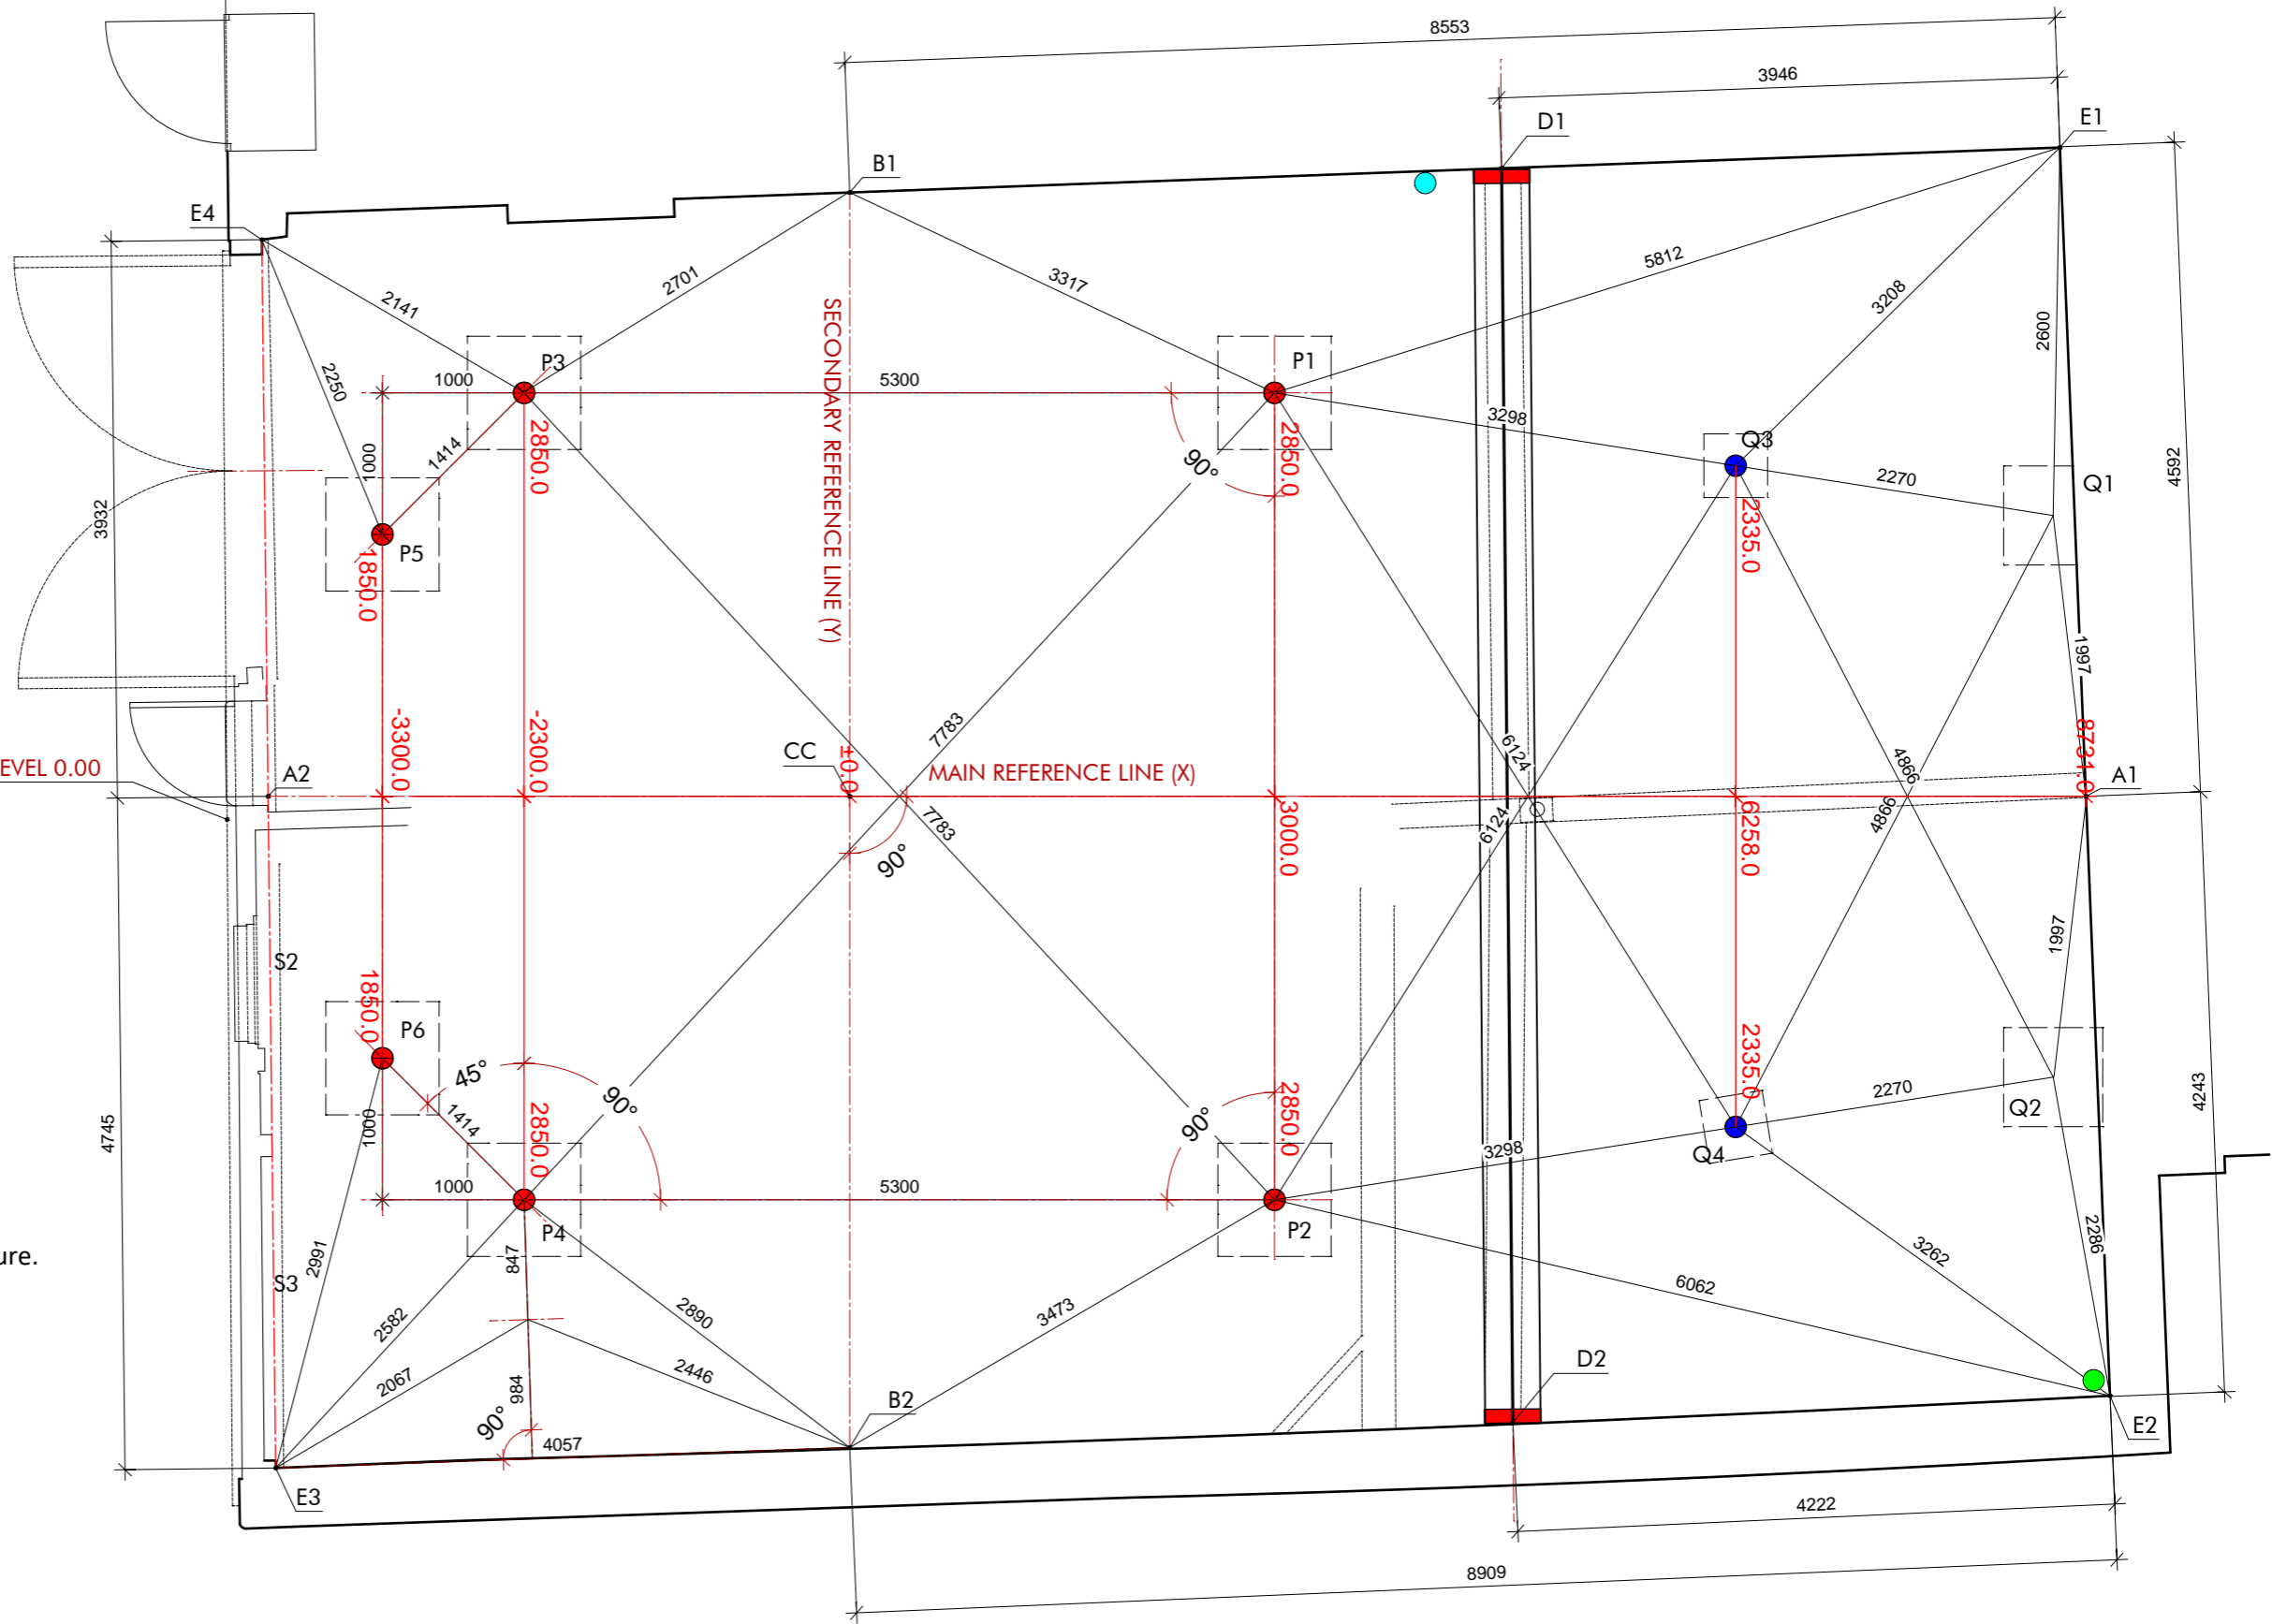 8553
3946
D1
E1
B1
E4
5812
2701
3317
2141
3208
2600
SECONDARY REFERENCE LINE (Y)
P3
P1
2250
1000
5300
3298
Q3
2850.0
2850.0
90°
1414
1000
2270
Q1
4592
3932
2335.0
P5
1850.0
1997
-3300.0
-2300.0
7783
CC
±0.0
MAIN REFERENCE LINE (X)
6124
4866
8731.0
EVEL 0.00
A2
A1
7783
3000.0
6124
4866
6258.0
90°
S2
1997
1850.0
P6
45°
2335.0
90°
90°
2850.0
2850.0
1414
1000
2270
Q2
4243
4745
3298
Q4
1000
5300
P4
P2
847
2991
2286
3262
ure.
S3
6062
2582
2890
3473
2067
2446
984
D2
90°
B2
4057
E2
E3
4222
8909